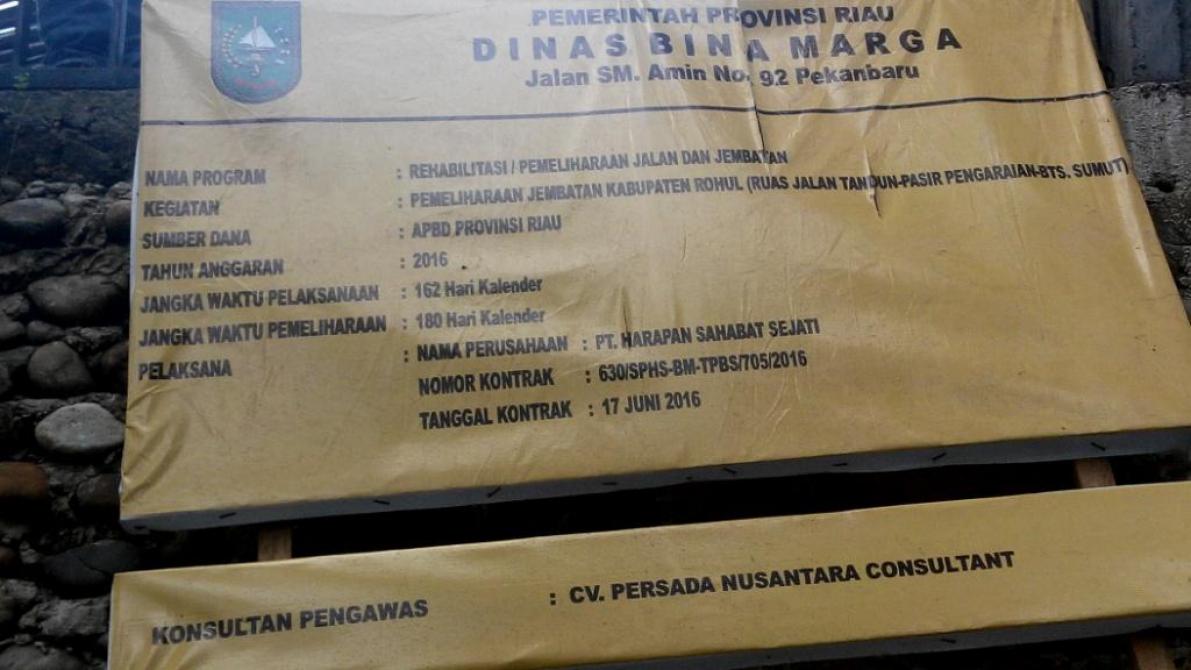 PEMERINTAH PROVINSI RIAU
DINAS BINA MARGA
Jalan SM. Amin No. 92 Pekanbaru
NAMA PROGRAM : REHABILITASI / PEMELIHARAAN JALAN DAN JEMBATAN
KEGIATAN : PEMELIHARAAN JEMBATAN KABUPATEN ROHUL (RUAS JALAN TANDUN-PASIR PENGARAIAN-BTS. SUMUT)
SUMBER DANA : APBD PROVINSI RIAU
TAHUN ANGGARAN : 2016
JANGKA WAKTU PELAKSANAAN : 162 Hari Kalender
JANGKA WAKTU PEMELIHARAAN : 180 Hari Kalender
PELAKSANA : NAMA PERUSAHAAN : PT. HARAPAN SAHABAT SEJATI
NOMOR KONTRAK : 630/SPHS-BM-TPBS/705/2016
TANGGAL KONTRAK : 17 JUNI 2016
KONSULTAN PENGAWAS : CV. PERSADA NUSANTARA CONSULTANT